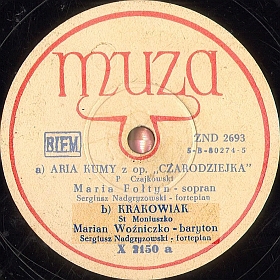 muza
BIEM
ZND 2693
5-B-80274-5
a) ARIA KUMY z op. „CZARODZIEJKA"
P. Czajkowski
Maria Foltyn - sopran
Sergiusz Nadgryzowski - fortepian
b) KRAKOWIAK
St Moniuszko
Marian Woźniczko - baryton
Sergiusz Nadgryzowski - fortepian
X 2150 a